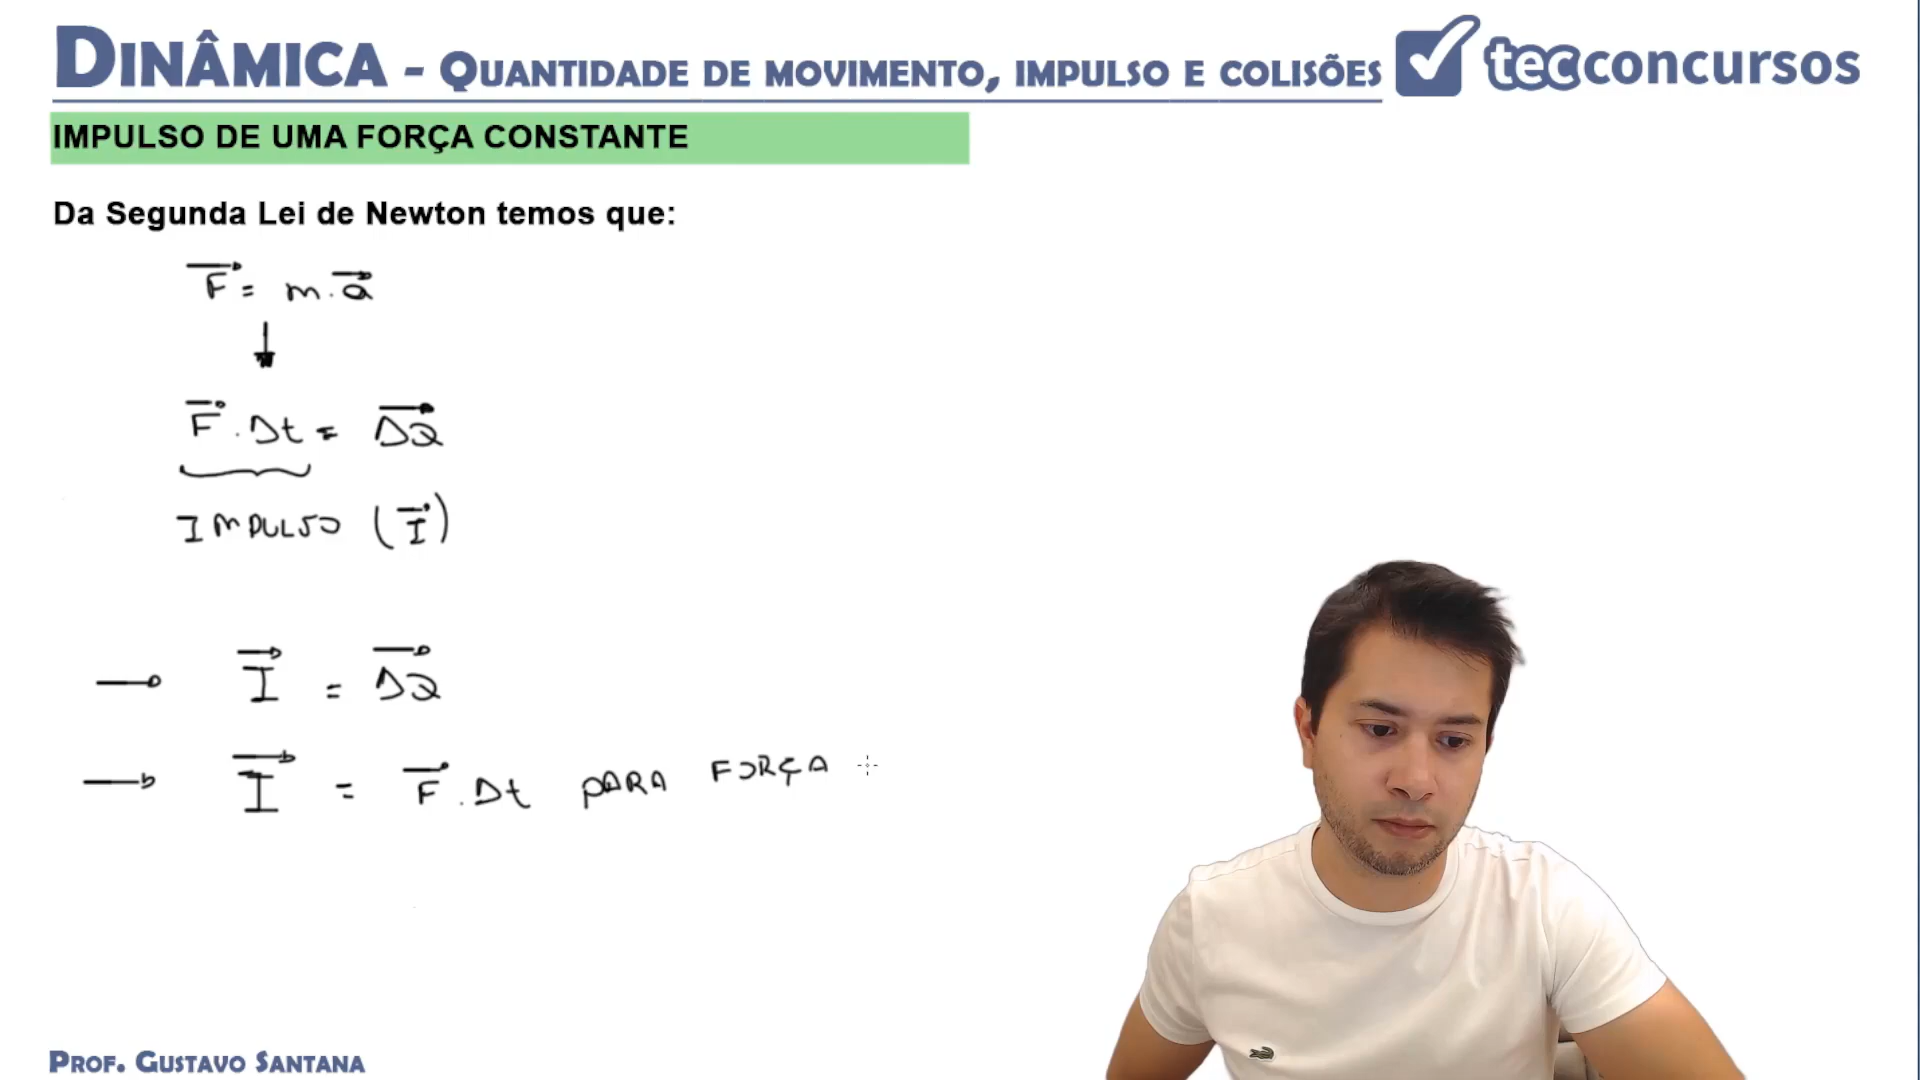 DINÂMICA - QUANTIDADE DE MOVIMENTO, IMPULSO E COLISÕES tecconcursos
IMPULSO DE UMA FORÇA CONSTANTE
Da Segunda Lei de Newton temos que:
F⃗ = m.a⃗
F⃗.Δt = ΔQ⃗
IMPULSO (I⃗)
I⃗ = ΔQ⃗
I⃗ = F⃗.Δt PARA FORÇA
PROF. GUSTAVO SANTANA